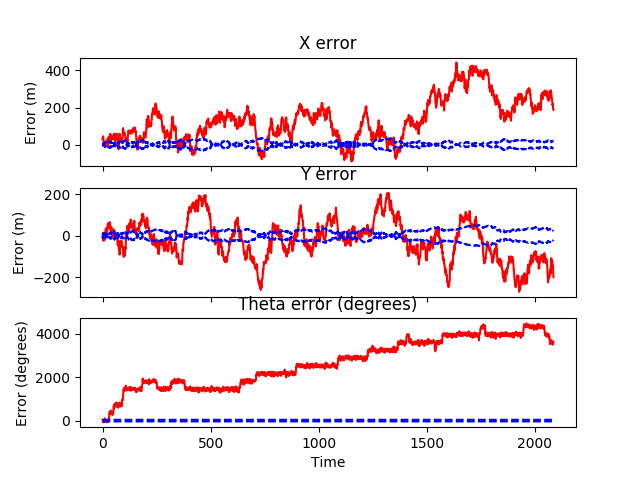 X error
400
200
0
Error (m)
Y error
200
0
−200
Error (m)
Theta error (degrees)
4000
2000
0
Error (degrees)
0 500 1000 1500 2000
Time